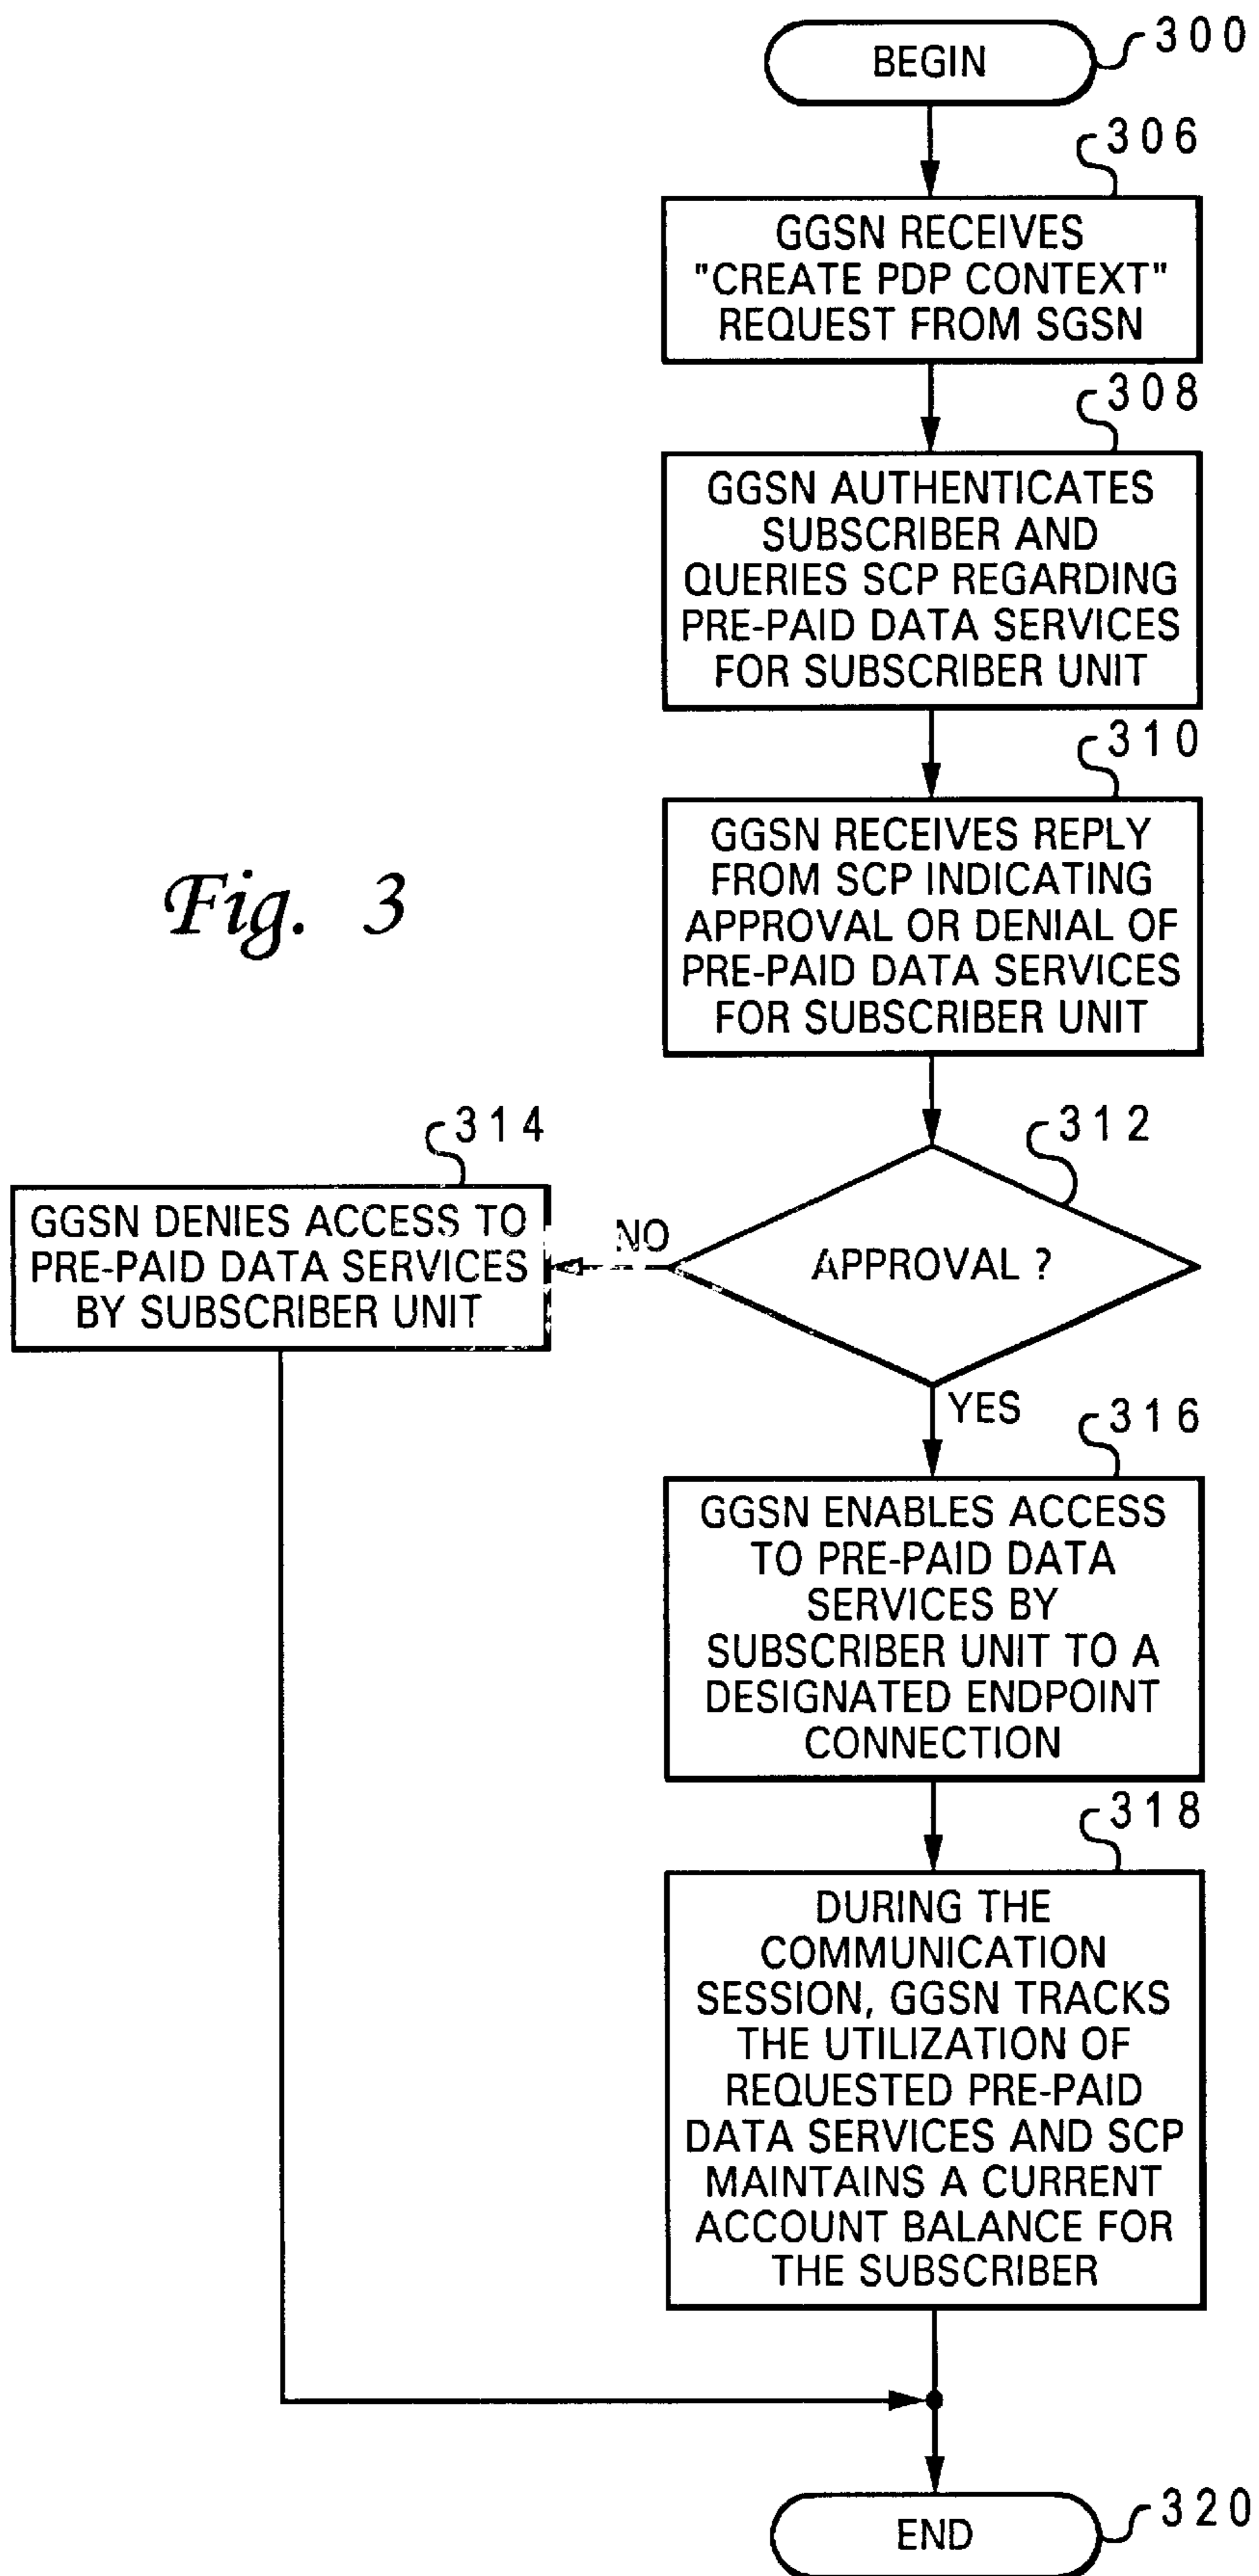 BEGIN
300
306
GGSN RECEIVES
"CREATE PDP CONTEXT"
REQUEST FROM SGSN
308
GGSN AUTHENTICATES
SUBSCRIBER AND
QUERIES SCP REGARDING
PRE-PAID DATA SERVICES
FOR SUBSCRIBER UNIT
310
GGSN RECEIVES REPLY
FROM SCP INDICATING
APPROVAL OR DENIAL OF
PRE-PAID DATA SERVICES
FOR SUBSCRIBER UNIT
Fig. 3
312
APPROVAL ?
NO
314
GGSN DENIES ACCESS TO
PRE-PAID DATA SERVICES
BY SUBSCRIBER UNIT
YES
316
GGSN ENABLES ACCESS
TO PRE-PAID DATA
SERVICES BY
SUBSCRIBER UNIT TO A
DESIGNATED ENDPOINT
CONNECTION
318
DURING THE
COMMUNICATION
SESSION, GGSN TRACKS
THE UTILIZATION OF
REQUESTED PRE-PAID
DATA SERVICES AND SCP
MAINTAINS A CURRENT
ACCOUNT BALANCE FOR
THE SUBSCRIBER
END
320